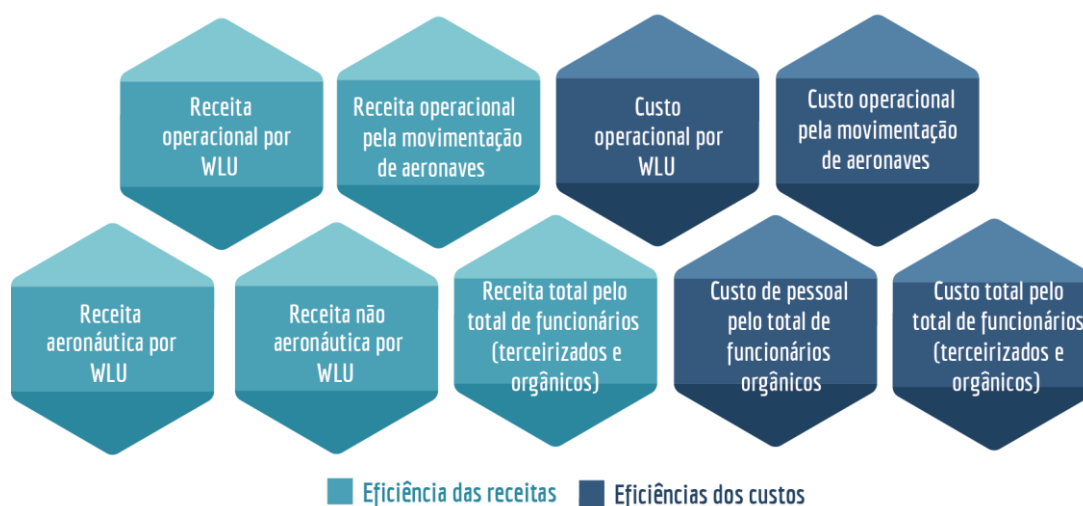 Receita
operacional por
WLU
Receita operacional
pela movimentação
de aeronaves
Custo
operacional por
WLU
Custo operacional
pela movimentação
de aeronaves
Receita
aeronáutica por
WLU
Receita não
aeronáutica por
WLU
Receita total pelo
total de funcionários
(terceirizados e
orgânicos)
Custo de pessoal
pelo total de
funcionários
orgânicos
Custo total pelo
total de funcionários
(terceirizados e
orgânicos)
Eficiência das receitas
Eficiências dos custos